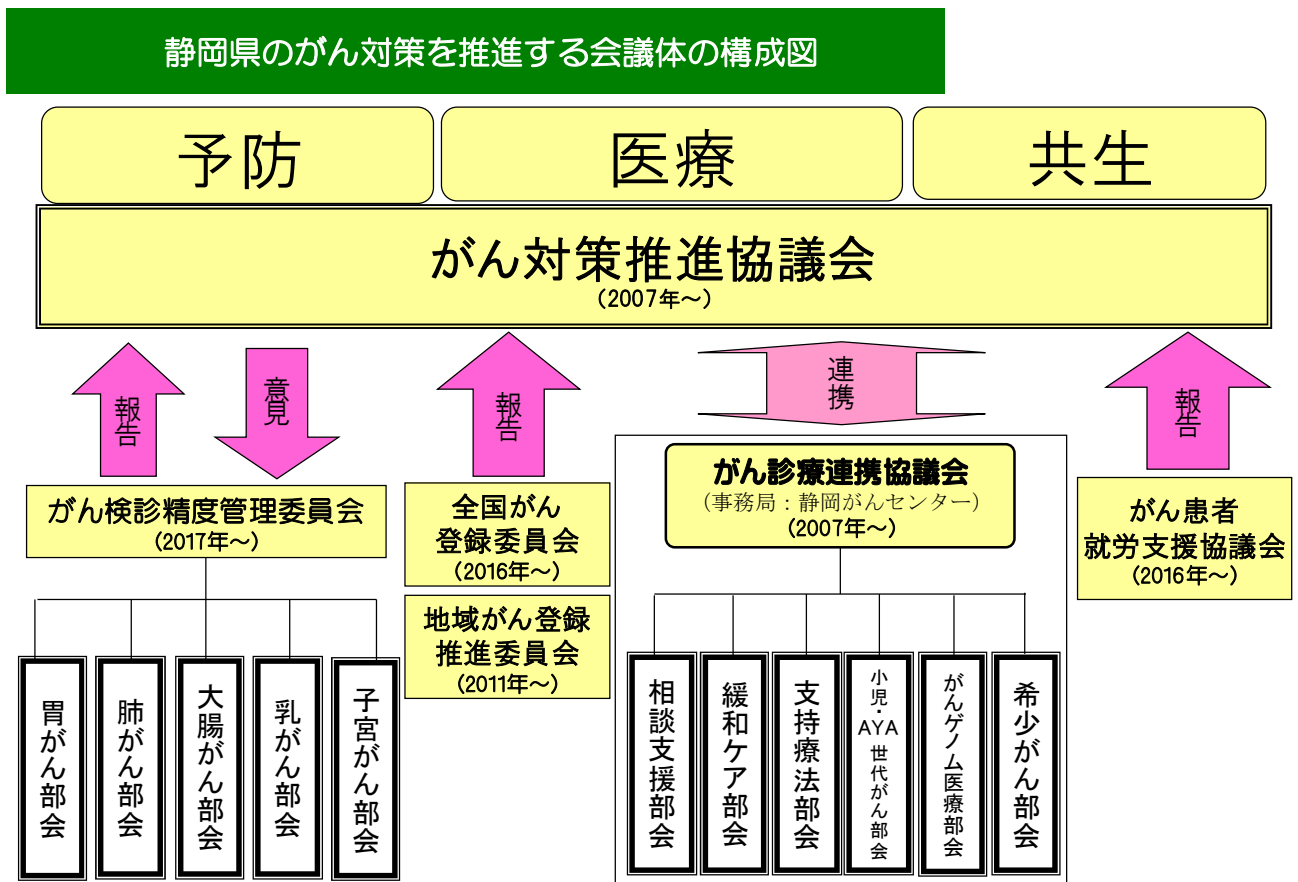 静岡県のがん対策を推進する会議体の構成図
予防
医療
共生
がん対策推進協議会
（2007年～）
報告
意見
報告
連携
報告
がん検診精度管理委員会
（2017年～）
胃がん部会
肺がん部会
大腸がん部会
乳がん部会
子宮がん部会
全国がん
登録委員会
（2016年～）
地域がん登録
推進委員会
（2011年～）
がん診療連携協議会
（事務局：静岡がんセンター）
（2007年～）
相談支援部会
緩和ケア部会
支持療法部会
小児・AYA世代がん部会
がんゲノム医療部会
希少がん部会
がん患者
就労支援協議会
（2016年～）